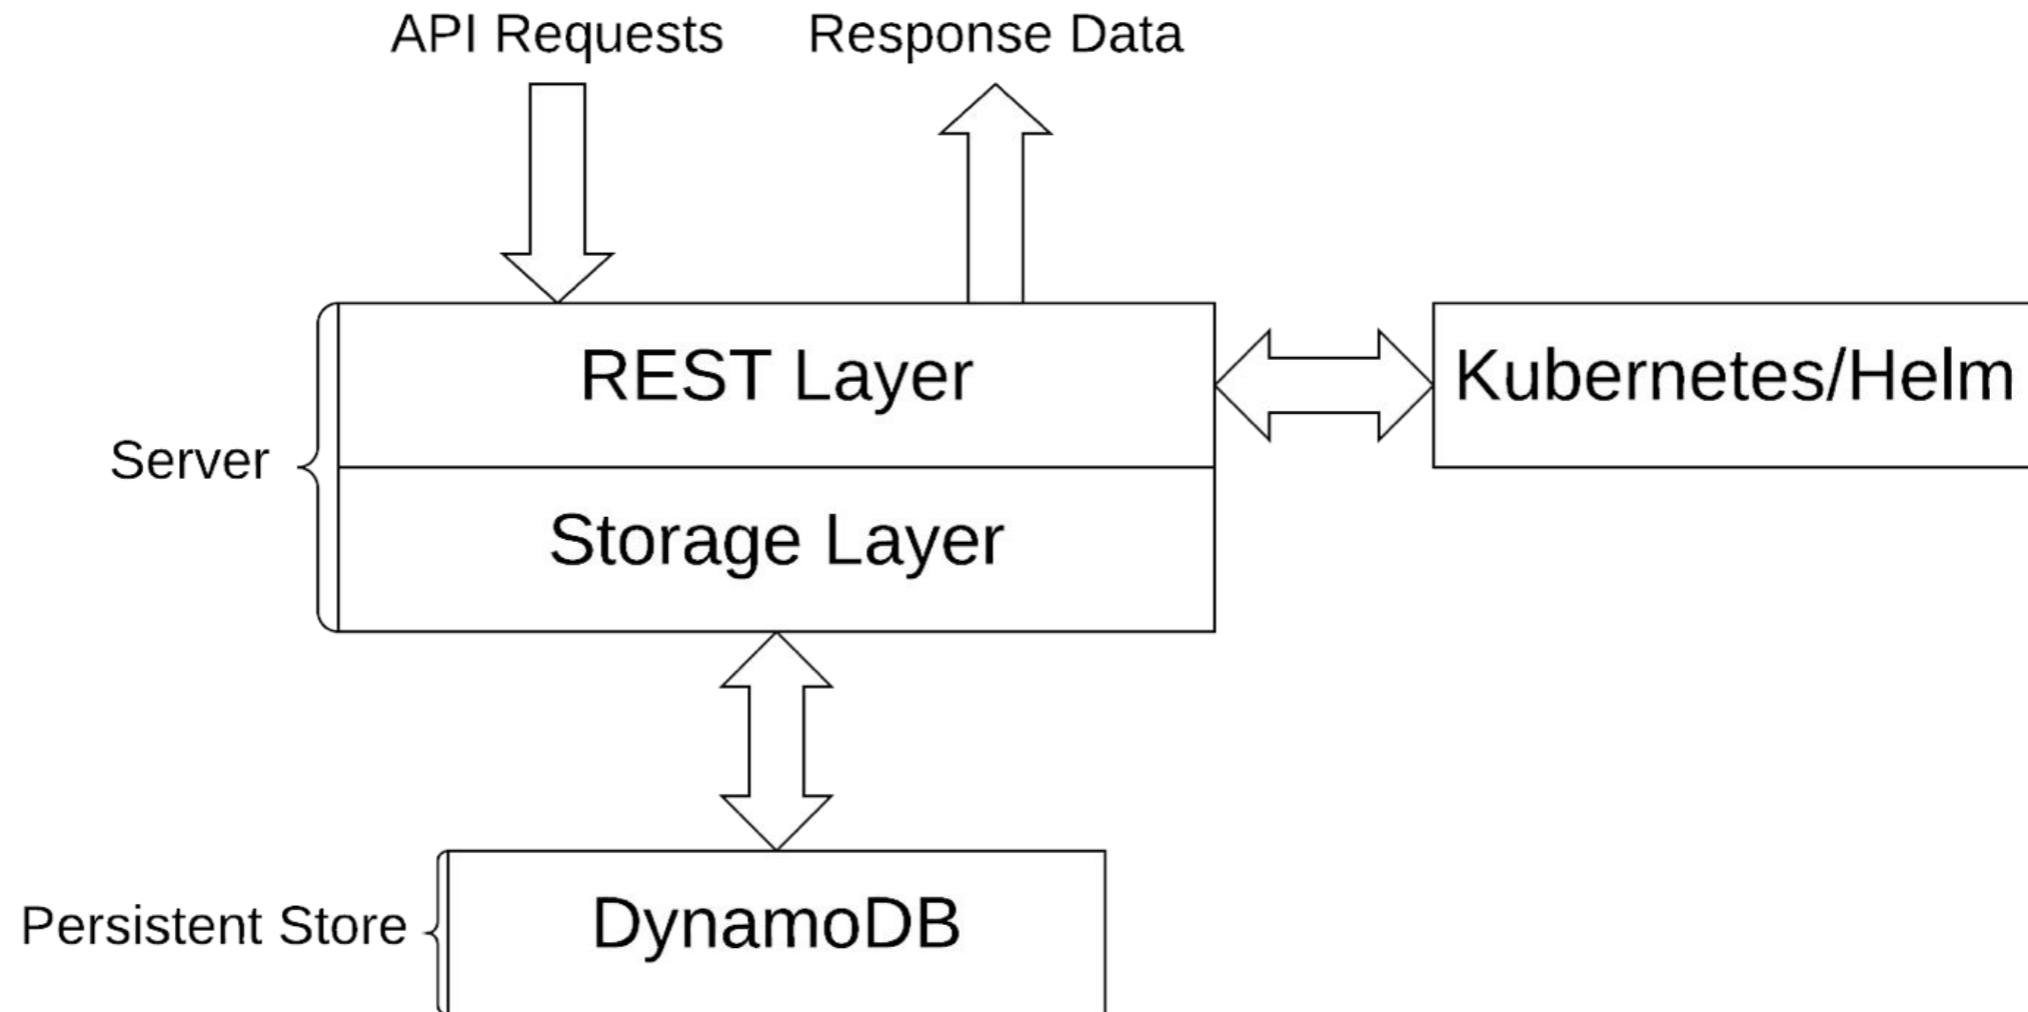 API Requests
Response Data
REST Layer
Kubernetes/Helm
Server
Storage Layer
Persistent Store
DynamoDB